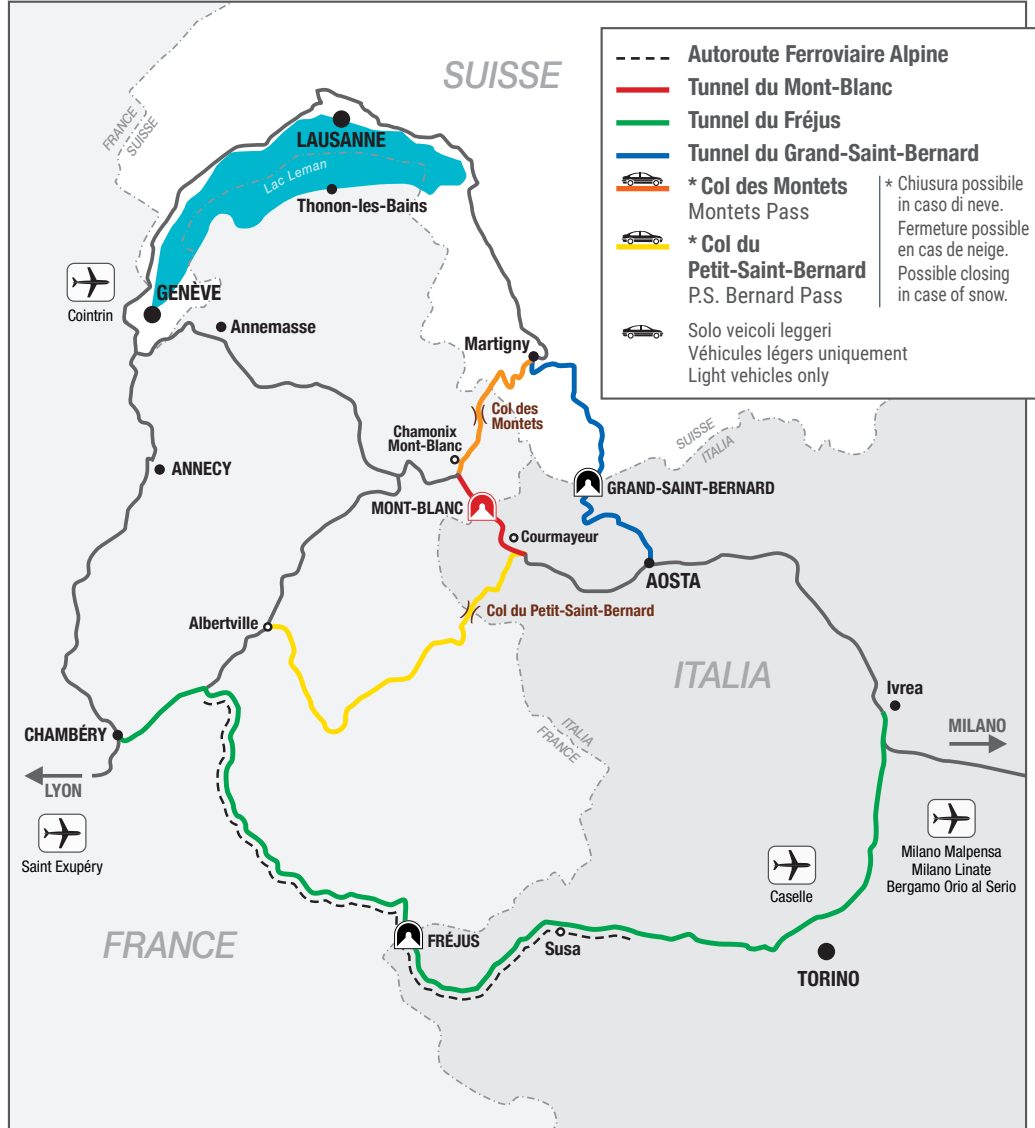 SUISSE
Autoroute Ferroviaire Alpine
Tunnel du Mont-Blanc
Tunnel du Fréjus
Tunnel du Grand-Saint-Bernard
* Col des Montets
Montets Pass
* Col du
Petit-Saint-Bernard
P.S. Bernard Pass
* Chiusura possibile
in caso di neve.
Fermeture possible
en cas de neige.
Possible closing
in case of snow.
Solo veicoli leggeri
Véhicules légers uniquement
Light vehicles only
FRANCE
SUISSE
LAUSANNE
Lac Leman
Thonon-les-Bains
GENÈVE
Cointrin
Annemasse
Martigny
Col des
Montets
Chamonix
Mont-Blanc
SUISSE
ITALIA
ANNECY
MONT-BLANC
GRAND-SAINT-BERNARD
Courmayeur
AOSTA
Albertville
Col du Petit-Saint-Bernard
ITALIA
Ivrea
ITALIA
FRANCE
CHAMBÉRY
MILANO
LYON
Saint Exupéry
Caselle
Milano Malpensa
Milano Linate
Bergamo Orio al Serio
FRANCE
FRÉJUS
Susa
TORINO